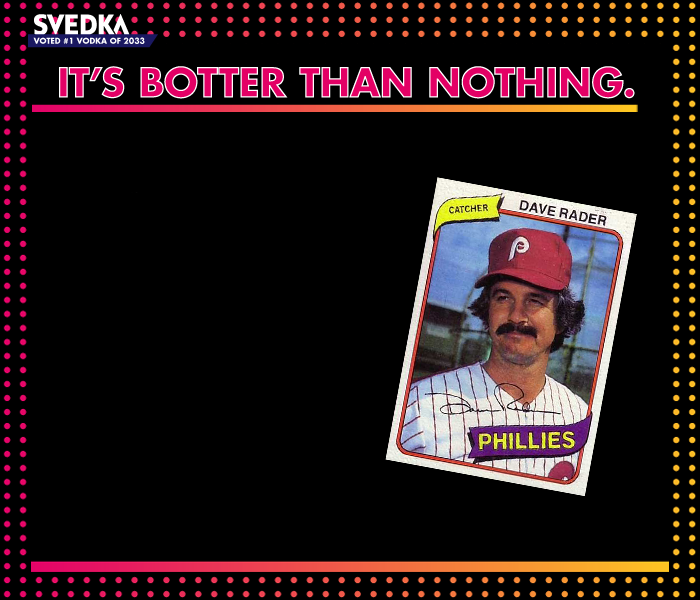 SVEDKA
VOTED #1 VODKA OF 2033
IT'S BOTTER THAN NOTHING.
CATCHER
DAVE RADER
P
PHILLIES